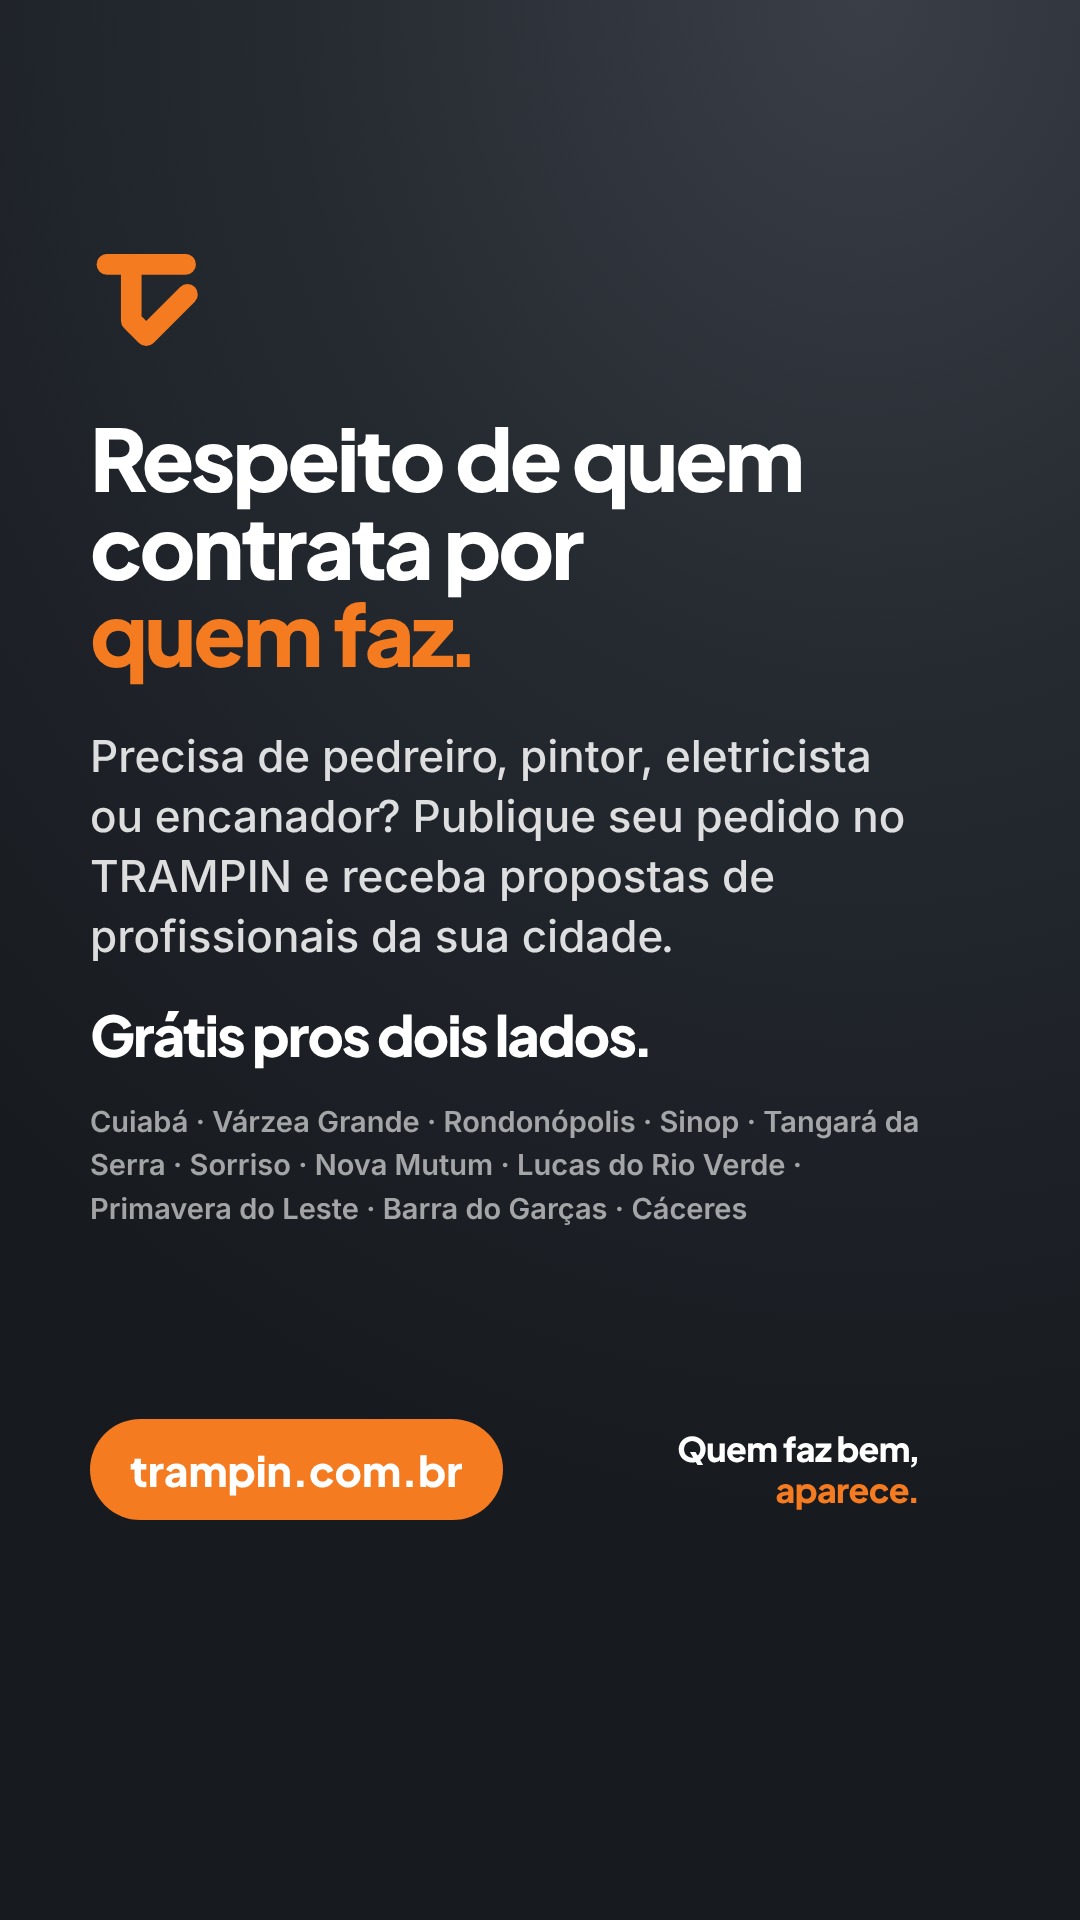 Respeito de quem
contrata por
quem faz.
Precisa de pedreiro, pintor, eletricista
ou encanador? Publique seu pedido no
TRAMPIN e receba propostas de
profissionais da sua cidade.
Grátis pros dois lados.
Cuiabá · Várzea Grande · Rondonópolis · Sinop · Tangará da
Serra · Sorriso · Nova Mutum · Lucas do Rio Verde ·
Primavera do Leste · Barra do Garças · Cáceres
trampin.com.br
Quem faz bem,
aparece.